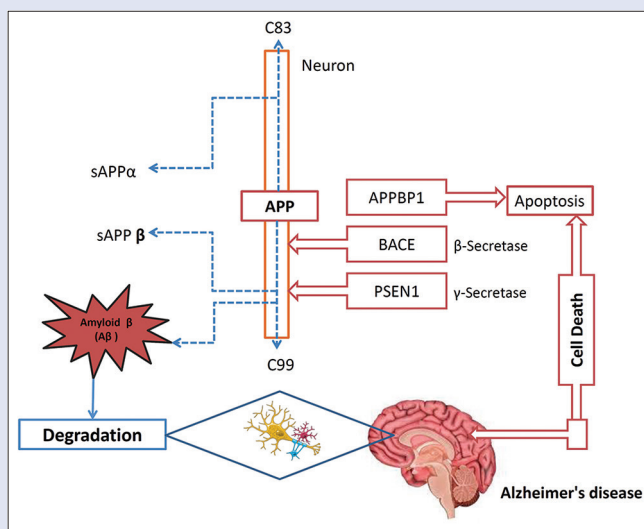 C83
Neuron
sAPPα
APP
APPBP1
Apoptosis
sAPP β
BACE
β-Secretase
PSEN1
γ-Secretase
Amyloid β
(Aβ )
Cell Death
C99
Degradation
Alzheimer's disease